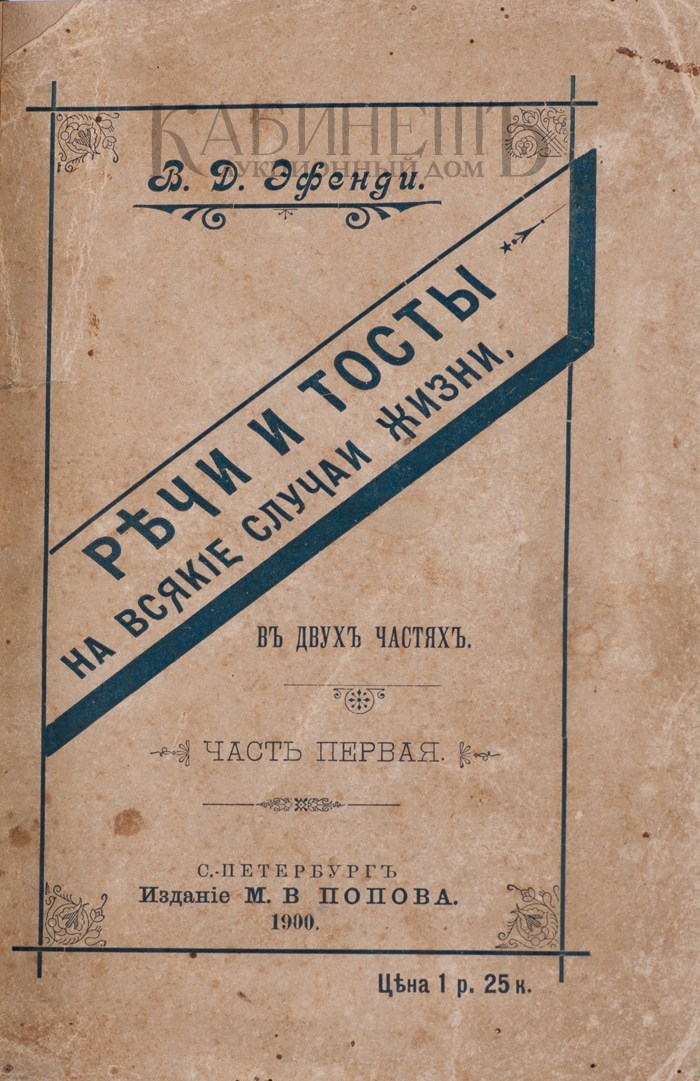 КАБИНЕТЪ
АУКЦИОННЫЙ ДОМ
В. Д. Эфенди.
РѢЧИ И ТОСТЫ
НА ВСЯКІЕ СЛУЧАИ ЖИЗНИ,
ВЪ ДВУХЪ ЧАСТЯХЪ.
ЧАСТЬ ПЕРВАЯ.
С.-ПЕТЕРБУРГЪ
Изданіе М. В ПОПОВА.
1900.
Цѣна 1 р. 25 к.